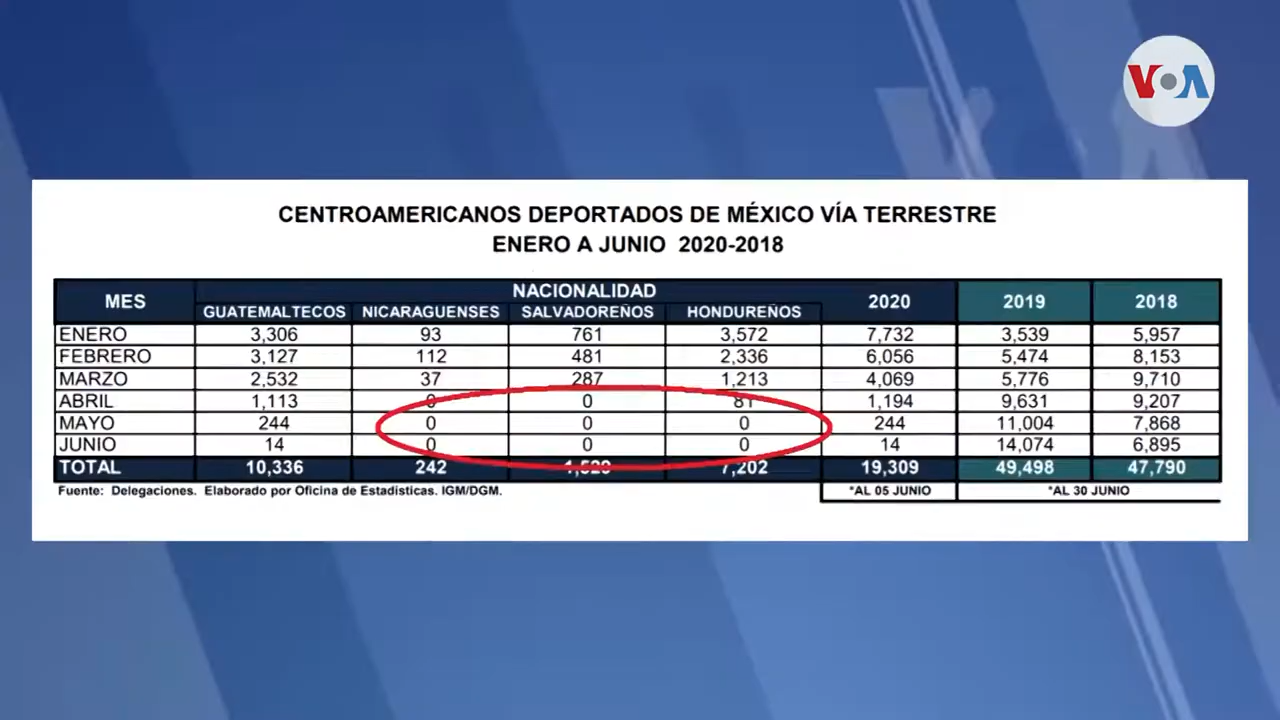 VOA
CENTROAMERICANOS DEPORTADOS DE MÉXICO VÍA TERRESTRE
ENERO A JUNIO 2020-2018
MES NACIONALIDAD 2020 2019 2018
GUATEMALTECOS NICARAGUENSES SALVADOREÑOS HONDUREÑOS
ENERO 3,306 93 761 3,572 7,732 3,539 5,957
FEBRERO 3,127 112 481 2,336 6,056 5,474 8,153
MARZO 2,532 37 287 1,213 4,069 5,776 9,710
ABRIL 1,113 0 0 81 1,194 9,631 9,207
MAYO 244 0 0 0 244 11,004 7,868
JUNIO 14 0 0 0 14 14,074 6,895
TOTAL 10,336 242 1,529 7,202 19,309 49,498 47,790
Fuente: Delegaciones. Elaborado por Oficina de Estadísticas. IGM/DGM. *AL 05 JUNIO *AL 30 JUNIO